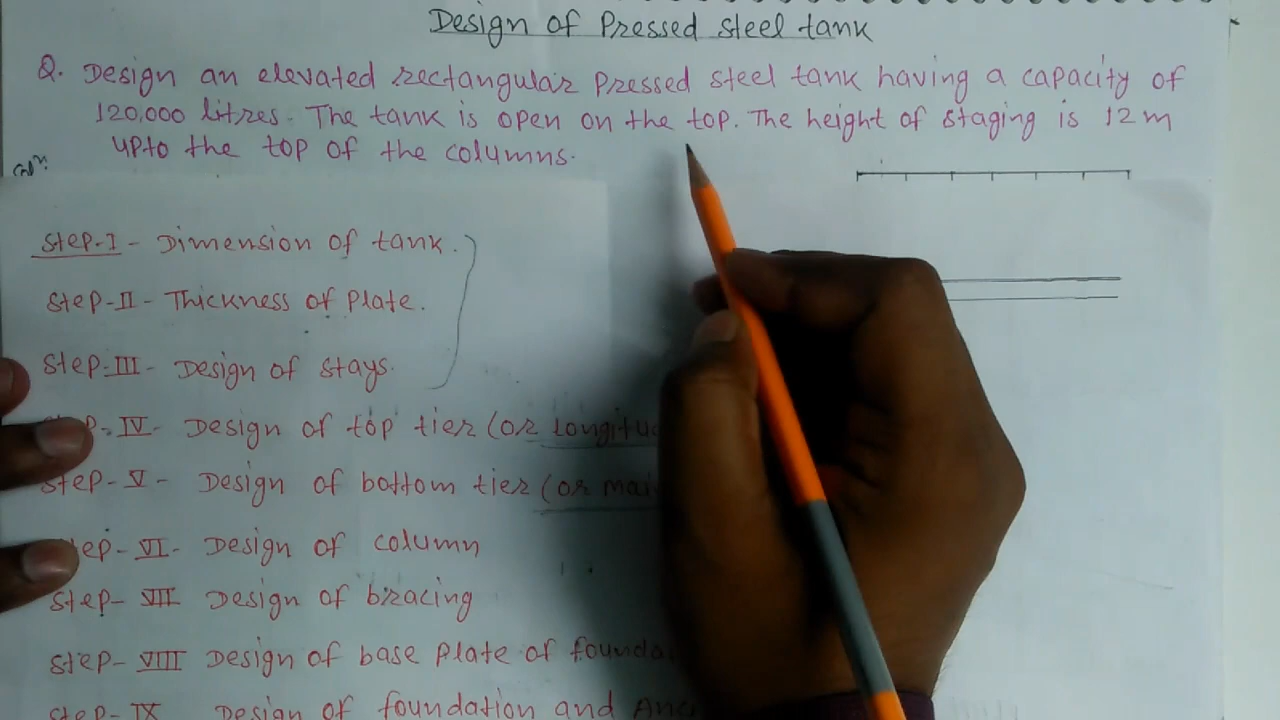 Design of Pressed steel tank
Q. Design an elevated rectangular Pressed steel tank having a capacity of
120,000 litres. The tank is open on the top. The height of staging is 12 m
upto the top of the columns.
Step-I - Dimension of tank.
Step-II - Thickness of Plate.
Step-III - Design of stays.
IV - Design of top tier (or
Step-V - Design of bottom tier (or
VI - Design of column
Step-VII Design of bracing
Step-VIII Design of base plate of
Step-IX Design of foundation and